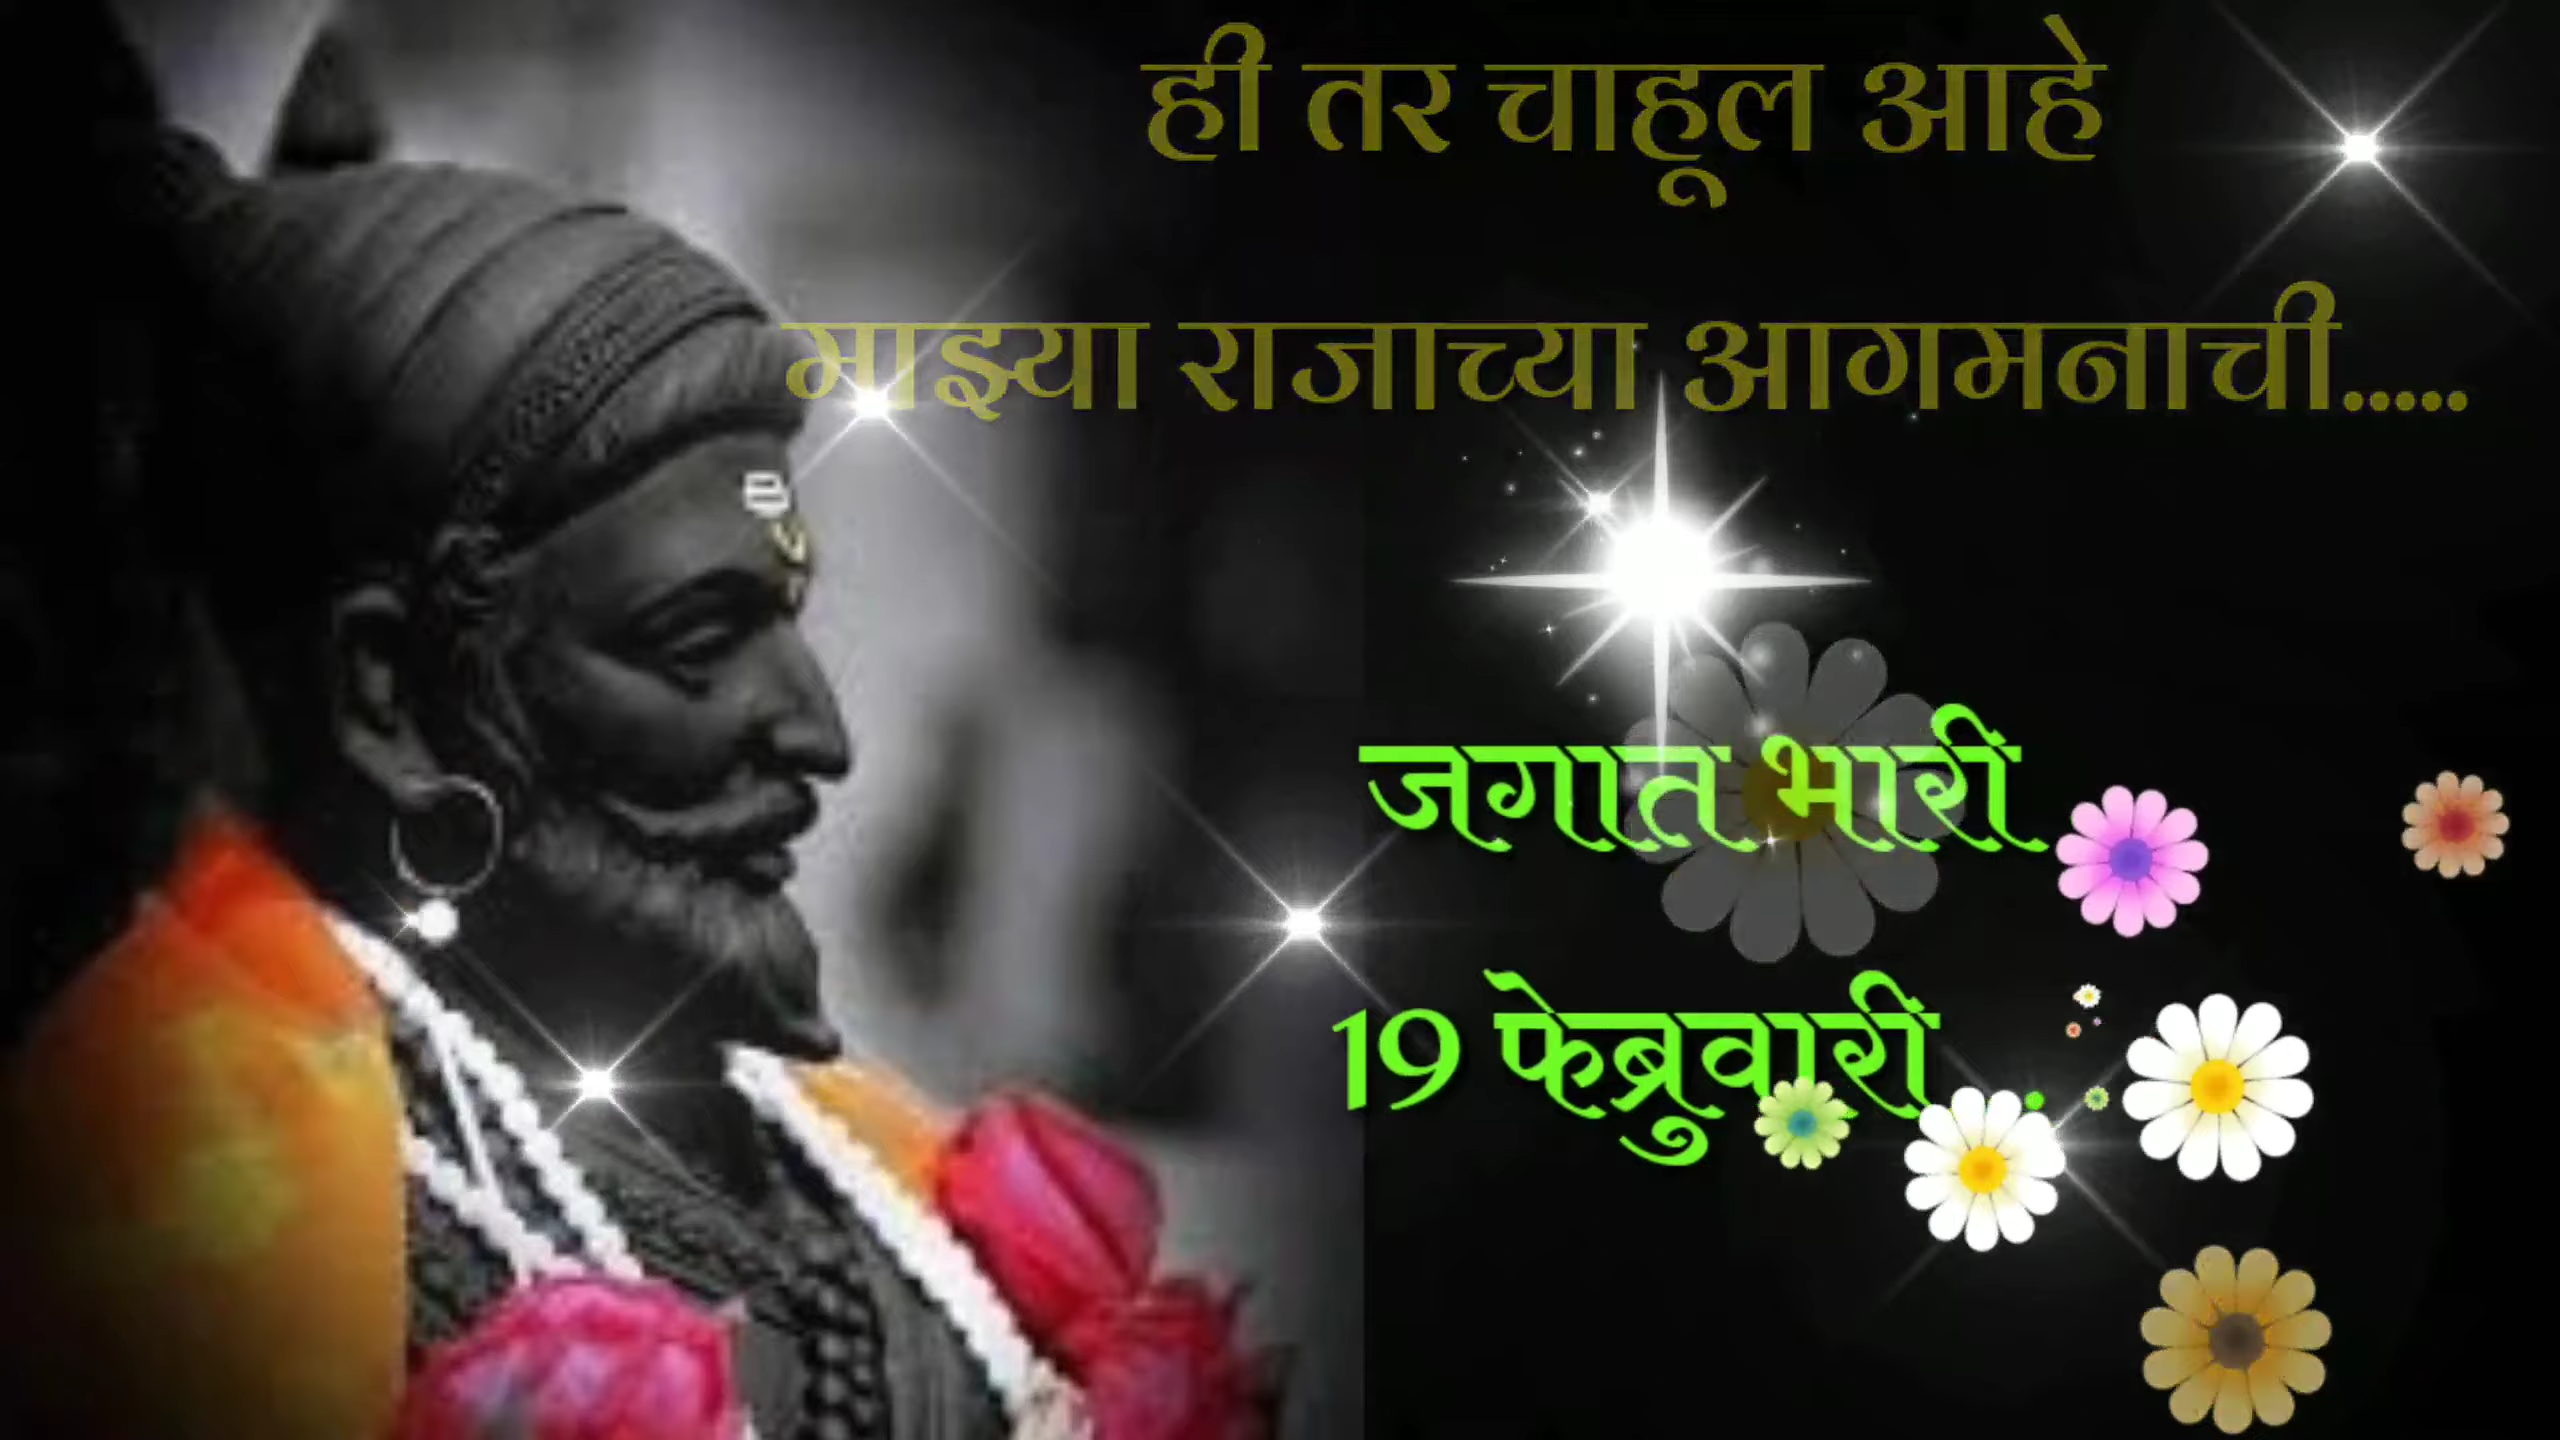 ही तर चाहूल आहे
माझ्या राजाच्या आगमनाची.....
जगात भारी
19 फेब्रुवारी